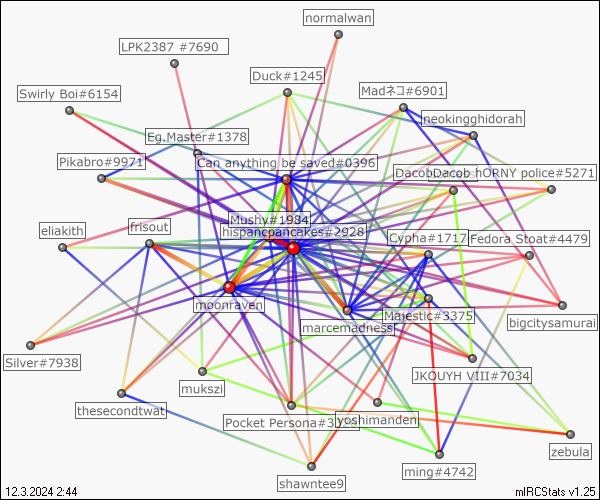 normalwan
LPK2387 #7690
Duck#1245
Madネコ#6901
Swirly Boi#6154
neokingghidorah
Eg.Master#1378
Pikabro#9971
Can anything be saved#0396
hORNY police#5271
Mushy#1984
eliakith
frisout
hispancpancakes#2928
Cypha#1717
Fedora Stoat#4479
moonraven
marcemadness
Majestic#3375
bigcitysamurai
Silver#7938
JKOUYH VIII#7034
mukszi
thesecondtwat
Pocket Persona#3
yoshimanden
zebula
ming#4742
shawntee9
12.3.2024 2:44
mIRCStats v1.25